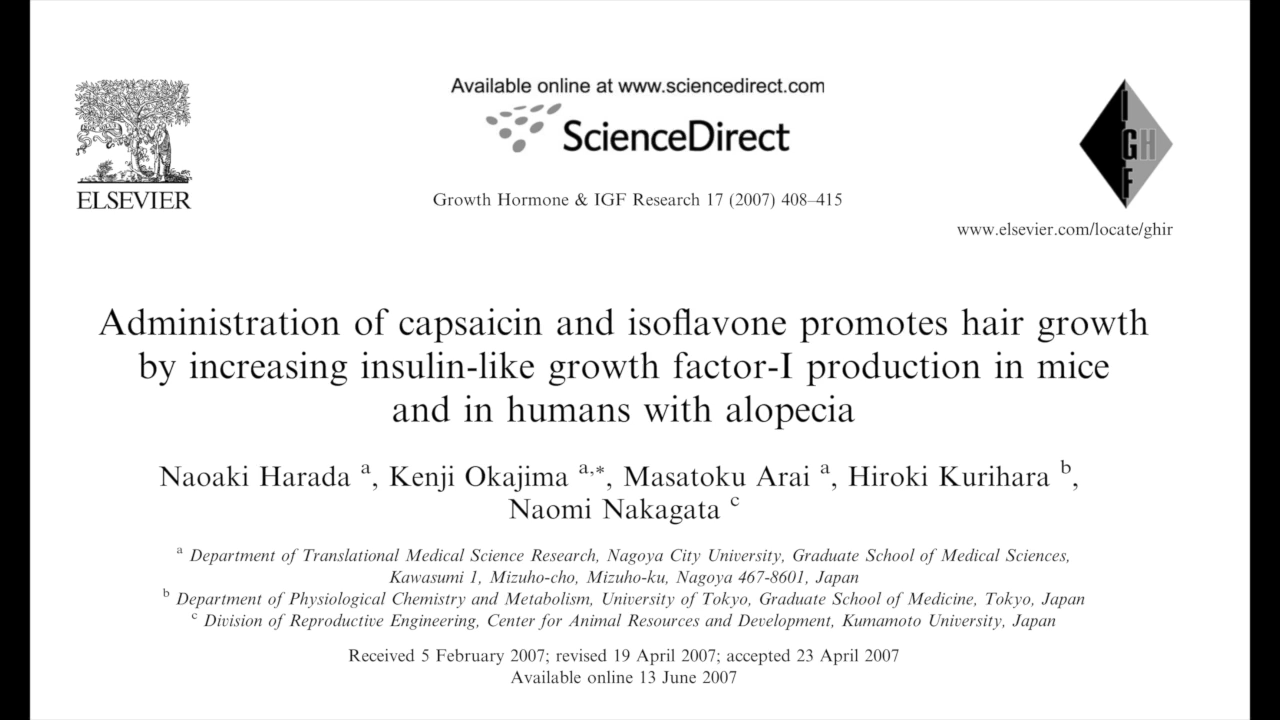 Available online at www.sciencedirect.com
ScienceDirect
ELSEVIER
Growth Hormone & IGF Research 17 (2007) 408–415
IGF
GH
www.elsevier.com/locate/ghir
Administration of capsaicin and isoflavone promotes hair growth
by increasing insulin-like growth factor-I production in mice
and in humans with alopecia
Naoaki Harada a, Kenji Okajima a,*, Masatoku Arai a, Hiroki Kurihara b,
Naomi Nakagata c
a Department of Translational Medical Science Research, Nagoya City University, Graduate School of Medical Sciences,
Kawasumi 1, Mizuho-cho, Mizuho-ku, Nagoya 467-8601, Japan
b Department of Physiological Chemistry and Metabolism, University of Tokyo, Graduate School of Medicine, Tokyo, Japan
c Division of Reproductive Engineering, Center for Animal Resources and Development, Kumamoto University, Japan
Received 5 February 2007; revised 19 April 2007; accepted 23 April 2007
Available online 13 June 2007